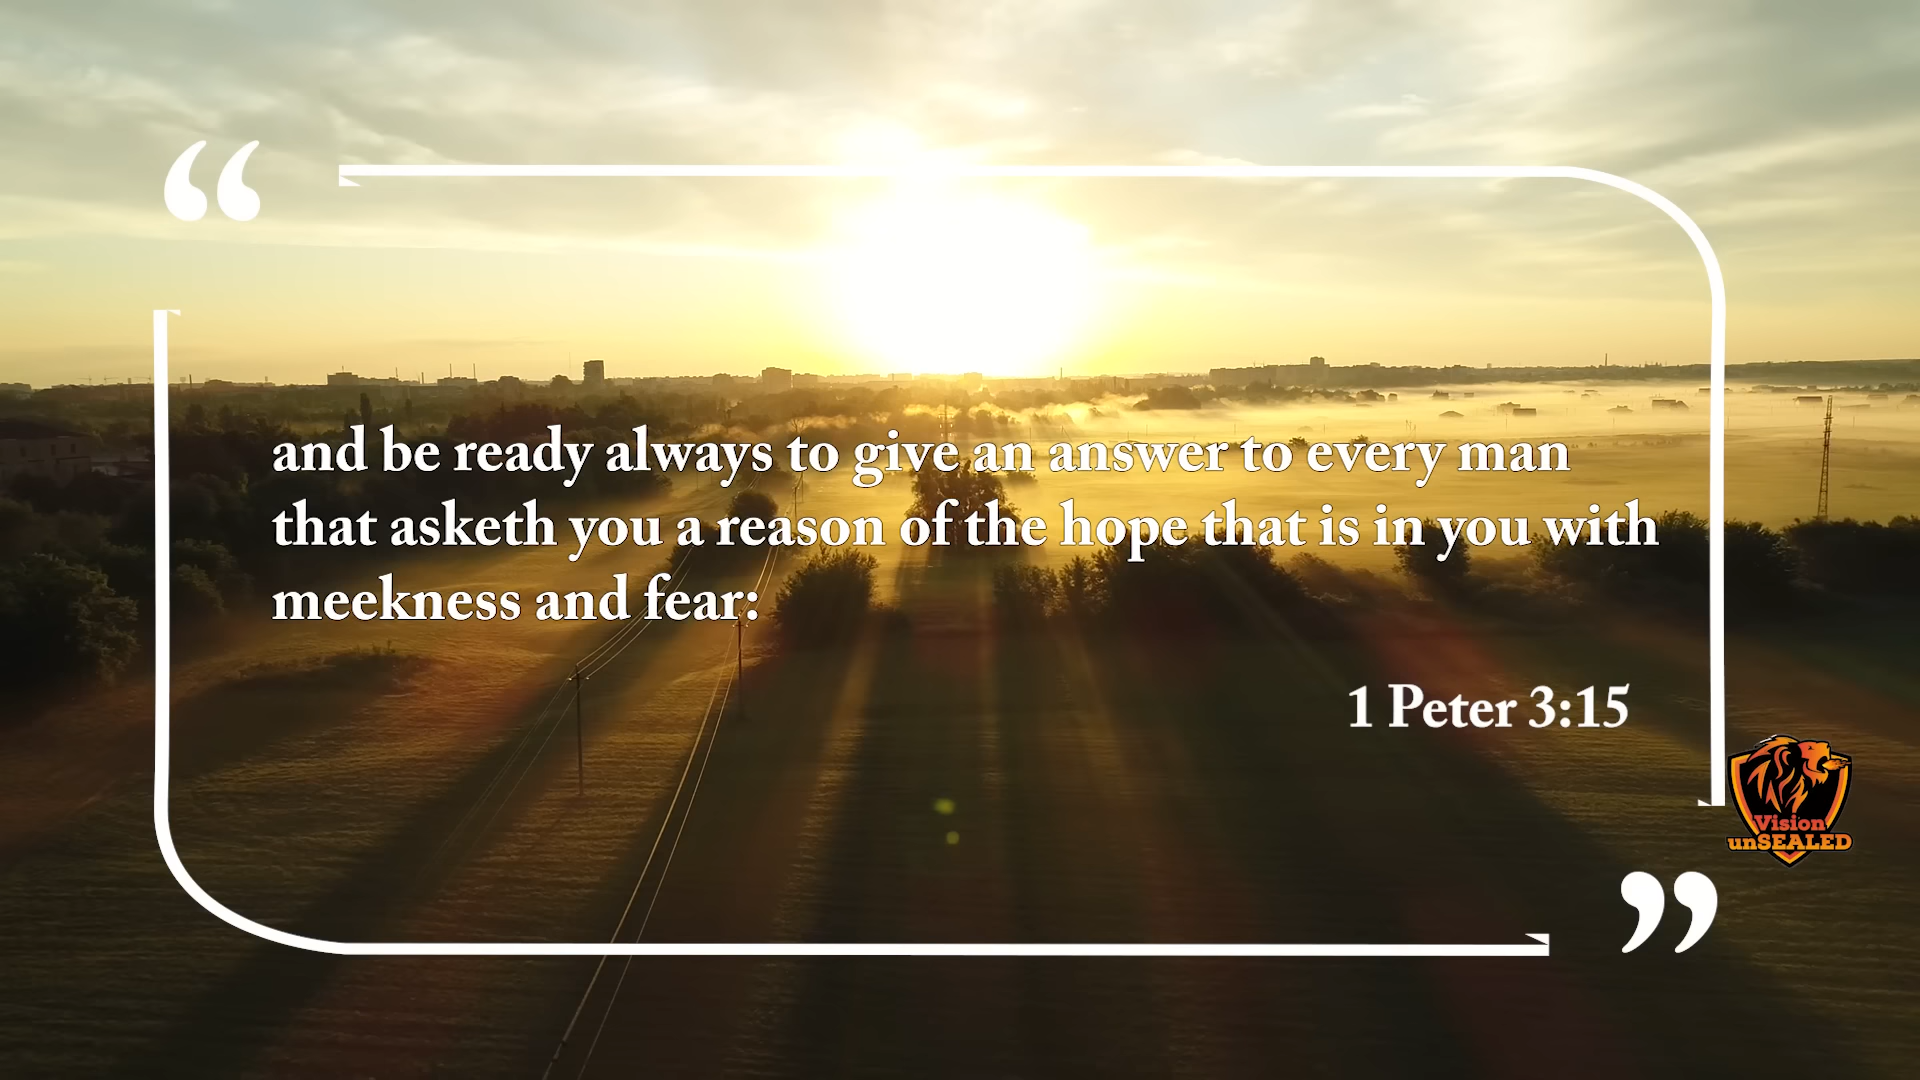 “
and be ready always to give an answer to every man
that asketh you a reason of the hope that is in you with
meekness and fear:
1 Peter 3:15
Vision
unSEALED
”